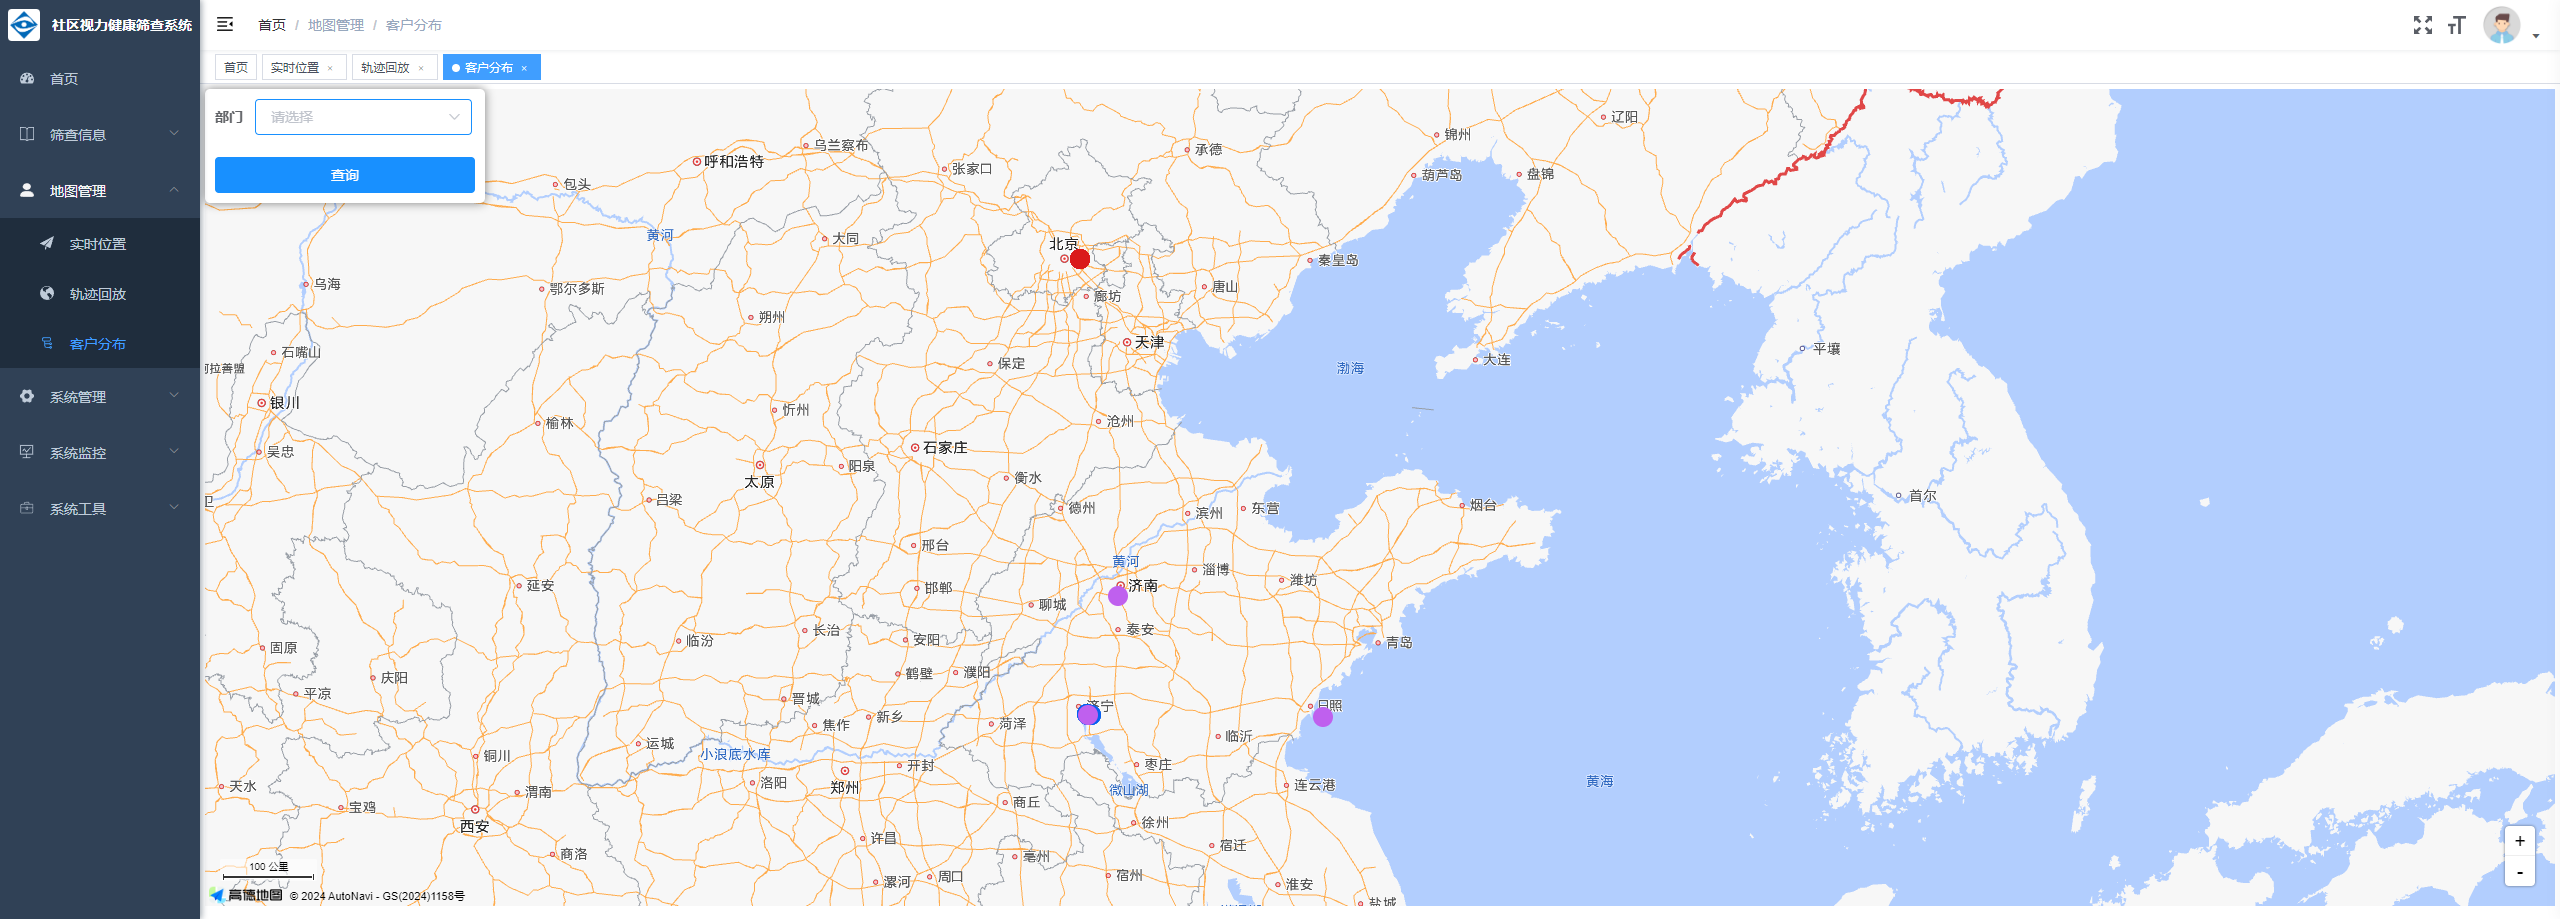 社区视力健康筛查系统
首页 / 地图管理 / 客户分布
首页
筛查信息
地图管理
实时位置
轨迹回放
客户分布
系统管理
系统监控
系统工具
首页 实时位置 × 轨迹回放 × 客户分布 ×
部门 请选择
查询
辽阳
锦州
乌兰察布
承德
呼和浩特
张家口
葫芦岛
盘锦
包头
黄河
大同
北京
秦皇岛
乌海
鄂尔多斯
廊坊
唐山
朔州
天津
平壤
石嘴山
大连
保定
阿拉善盟
渤海
银川
忻州
榆林
沧州
石家庄
吴忠
阳泉
衡水
太原
首尔
吕梁
德州
滨州
东营
烟台
邢台
黄河
淄博
潍坊
延安
邯郸
济南
聊城
泰安
长治
安阳
临汾
青岛
固原
鹤壁
濮阳
庆阳
平凉
晋城
济宁
日照
新乡
焦作
菏泽
临沂
运城
小浪底水库
铜川
开封
枣庄
黄海
洛阳
连云港
天水
郑州
微山湖
渭南
商丘
宝鸡
徐州
西安
许昌
宿迁
商洛
亳州
漯河
周口
宿州
淮安
盐城
100 公里
高德地图 © 2024 AutoNavi - GS(2024)1158号
+
-